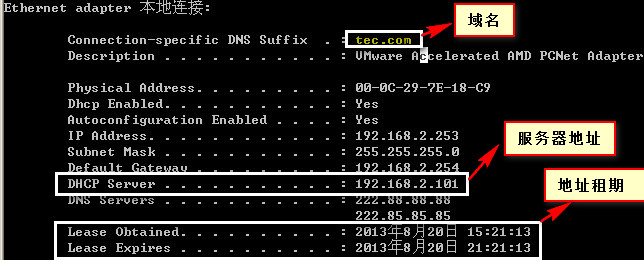 Ethernet adapter 本地连接:
域名
Connection-specific DNS Suffix . : tec.com
Description . . . . . . . . . . . : VMware Accelerated AMD PCNet Adapter
Physical Address. . . . . . . . . : 00-0C-29-7E-18-C9
Dhcp Enabled. . . . . . . . . . . : Yes
Autoconfiguration Enabled . . . . : Yes
IP Address. . . . . . . . . . . . : 192.168.2.253
服务器地址
Subnet Mask . . . . . . . . . . . : 255.255.255.0
Default Gateway . . . . . . . . . : 192.168.2.254
DHCP Server . . . . . . . . . . . : 192.168.2.101
地址租期
DNS Servers . . . . . . . . . . . : 222.88.88.88
222.85.85.85
Lease Obtained. . . . . . . . . . : 2013年8月20日 15:21:13
Lease Expires . . . . . . . . . . : 2013年8月20日 21:21:13